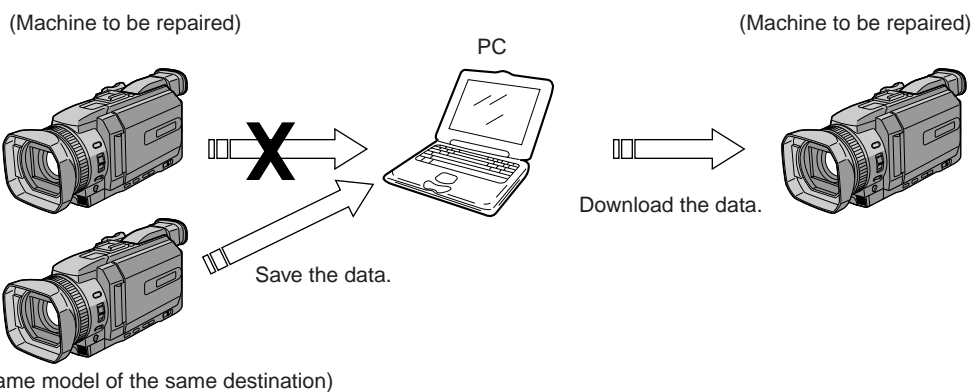 (Machine to be repaired)
(Machine to be repaired)
PC
Download the data.
Save the data.
ame model of the same destination)